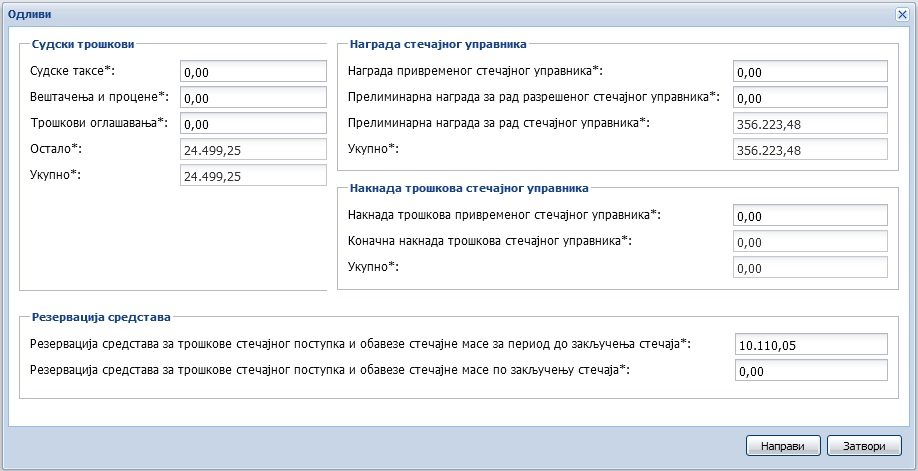 Одливи
Судски трошкови
Судске таксе*: 0,00
Вештачења и процене*: 0,00
Трошкови оглашавања*: 0,00
Остало*: 24.499,25
Укупно*: 24.499,25
Награда стечајног управника
Награда привременог стечајног управника*: 0,00
Прелиминарна награда за рад разрешеног стечајног управника*: 0,00
Прелиминарна награда за рад стечајног управника*: 356.223,48
Укупно*: 356.223,48
Накнада трошкова стечајног управника
Накнада трошкова привременог стечајног управника*: 0,00
Коначна накнада трошкова стечајног управника*: 0,00
Укупно*: 0,00
Резервација средстава
Резервација средстава за трошкове стечајног поступка и обавезе стечајне масе за период до закључења стечаја*: 10.110,05
Резервација средстава за трошкове стечајног поступка и обавезе стечајне масе по закључењу стечаја*: 0,00
Направи Затвори